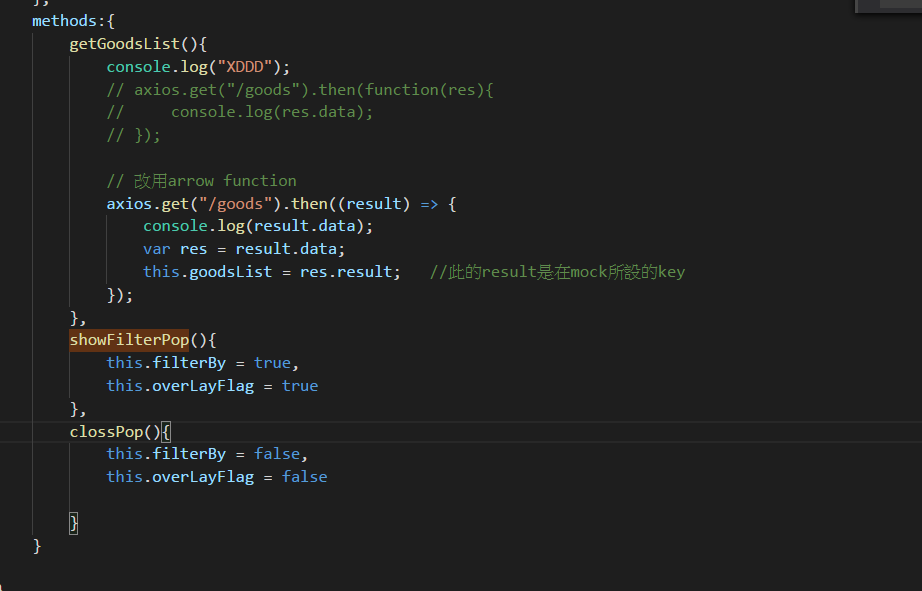 },
methods:{
getGoodsList(){
console.log("XDDD");
// axios.get("/goods").then(function(res){
//     console.log(res.data);
// });
// 改用arrow function
axios.get("/goods").then((result) => {
console.log(result.data);
var res = result.data;
this.goodsList = res.result;   //此的result是在mock所設的key
});
},
showFilterPop(){
this.filterBy = true,
this.overLayFlag = true
},
clossPop(){
this.filterBy = false,
this.overLayFlag = false
}
}